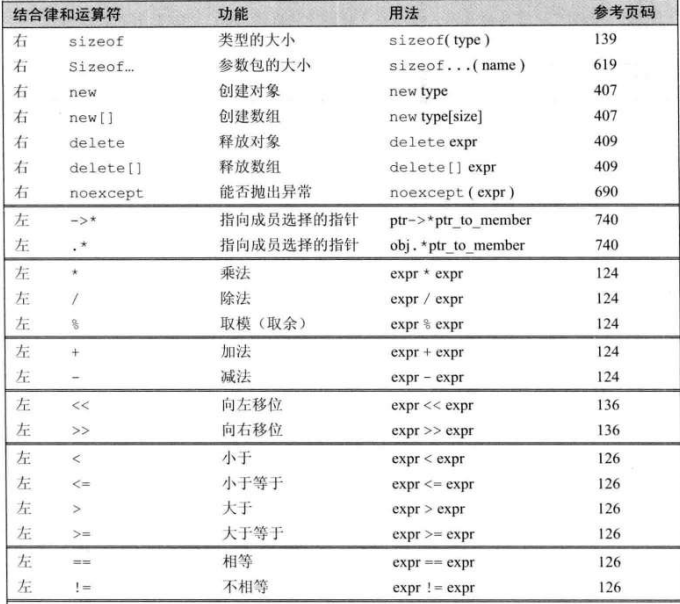 结合律和运算符 功能 用法 参考页码
右 sizeof 类型的大小 sizeof( type ) 139
右 Sizeof… 参数包的大小 sizeof...( name ) 619
右 new 创建对象 new type 407
右 new[] 创建数组 new type[size] 407
右 delete 释放对象 delete expr 409
右 delete[] 释放数组 delete[] expr 409
右 noexcept 能否抛出异常 noexcept ( expr ) 690
左 ->* 指向成员选择的指针 ptr->*ptr_to_member 740
左 .* 指向成员选择的指针 obj.*ptr_to_member 740
左 * 乘法 expr * expr 124
左 / 除法 expr / expr 124
左 % 取模（取余） expr % expr 124
左 + 加法 expr + expr 124
左 - 减法 expr - expr 124
左 << 向左移位 expr << expr 136
左 >> 向右移位 expr >> expr 136
左 < 小于 expr < expr 126
左 <= 小于等于 expr <= expr 126
左 > 大于 expr > expr 126
左 >= 大于等于 expr >= expr 126
左 == 相等 expr == expr 126
左 != 不相等 expr != expr 126